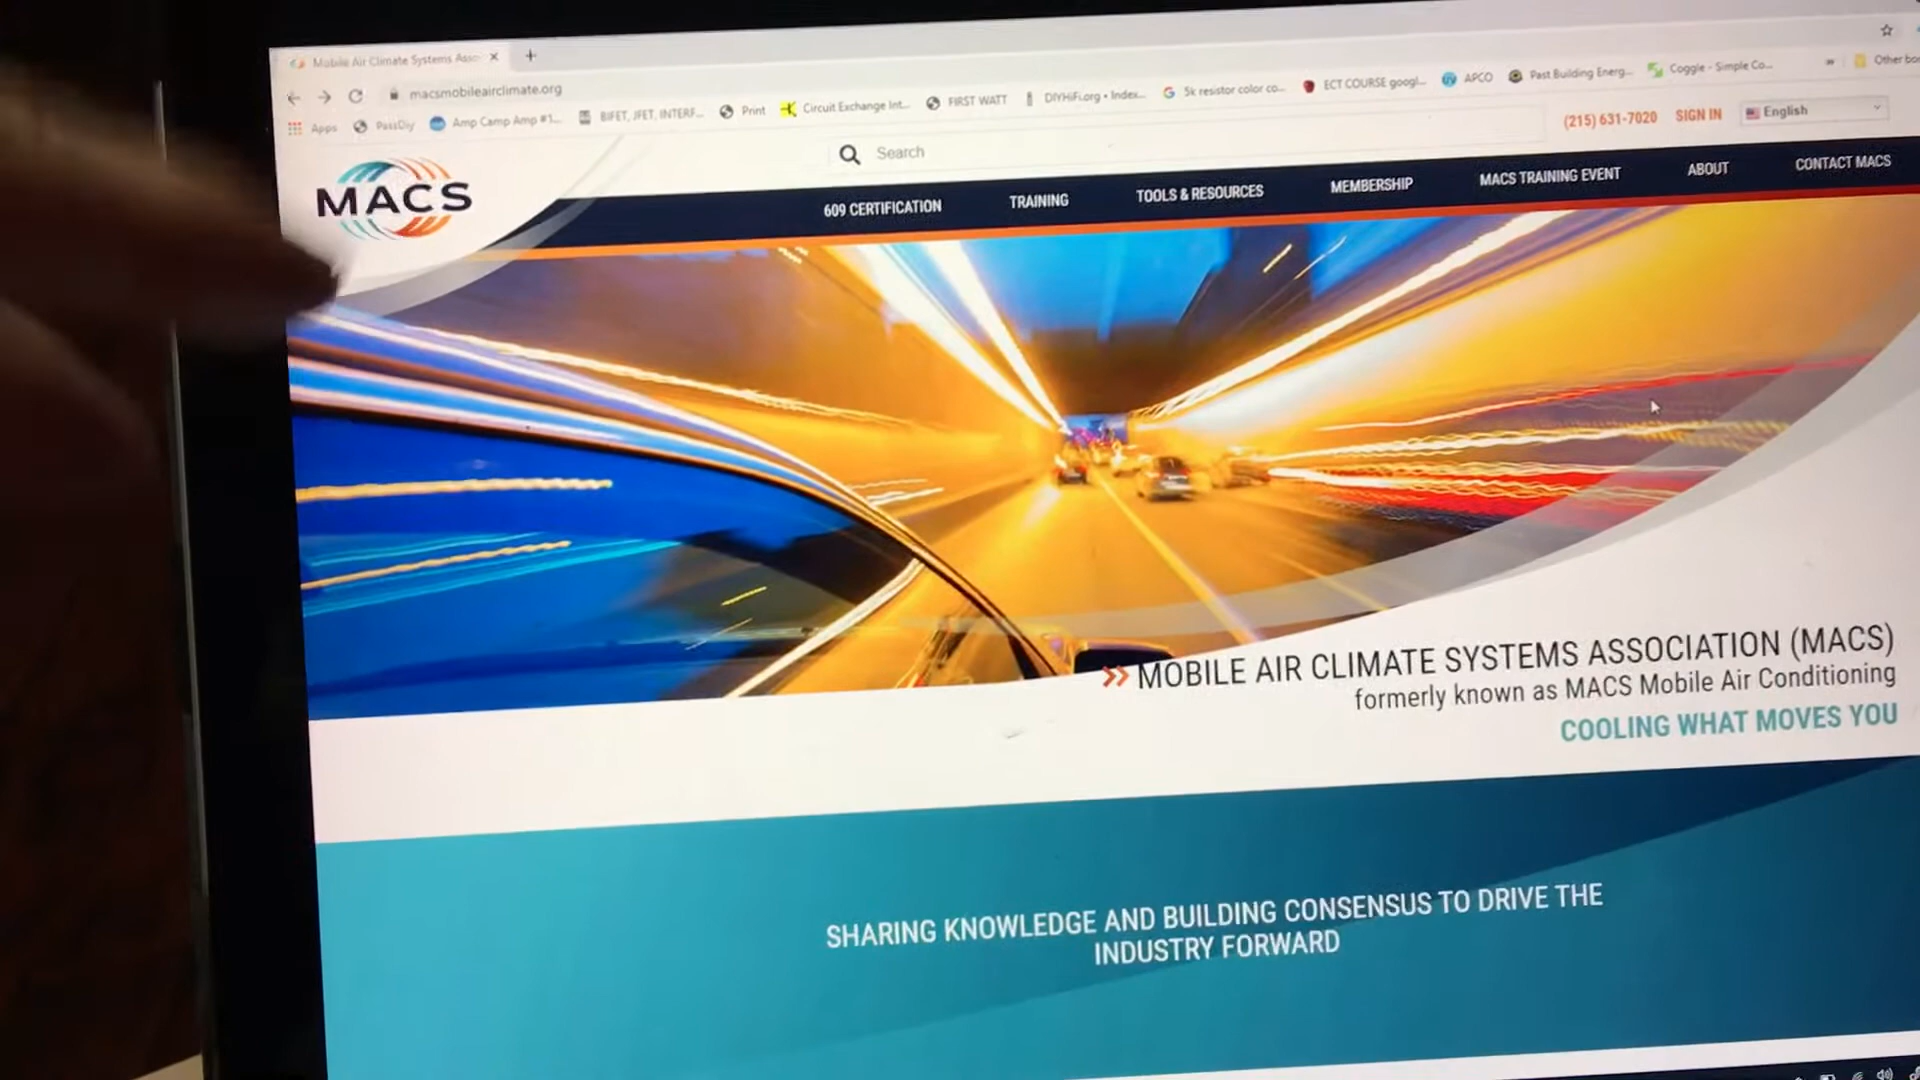 Mobile Air Climate Systems Asso
macsmobileairclimate.org
Apps PassDiy Amp Camp Amp #1... BIFET, JFET, INTERF... Print Circuit Exchange Int... FIRST WATT DIYHiFi.org • Index... 5k resistor color co... ECT COURSE googl... APCO Past Building Energ... Coggle - Simple Co... » Other bo
Search (215) 631-7020 SIGN IN English
MACS
609 CERTIFICATION TRAINING TOOLS & RESOURCES MEMBERSHIP MACS TRAINING EVENT ABOUT CONTACT MACS
MOBILE AIR CLIMATE SYSTEMS ASSOCIATION (MACS)
formerly known as MACS Mobile Air Conditioning
COOLING WHAT MOVES YOU
SHARING KNOWLEDGE AND BUILDING CONSENSUS TO DRIVE THE
INDUSTRY FORWARD